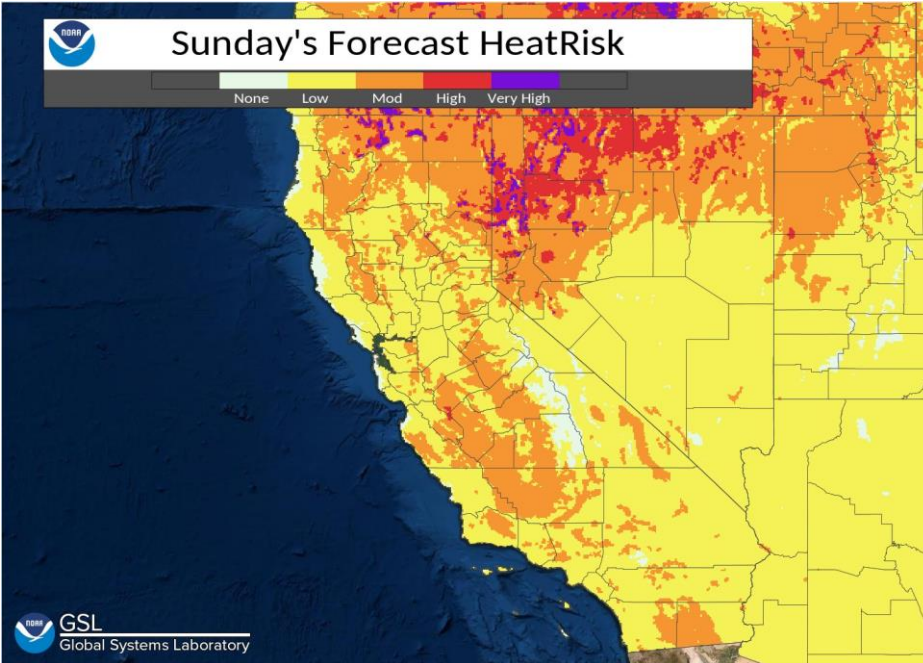 NOAA
Sunday's Forecast HeatRisk
None Low Mod High Very High
NOAA
GSL
Global Systems Laboratory